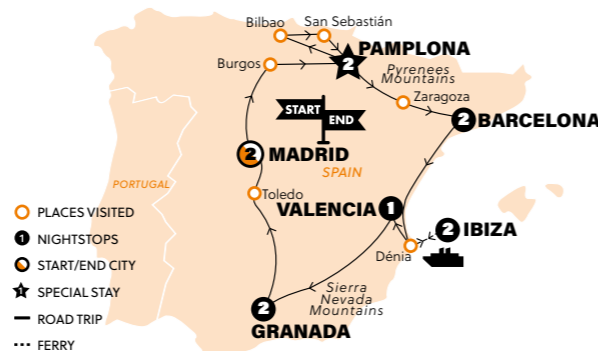 Bilbao
San Sebastián
PAMPLONA
2
Burgos
Pyrenees
Mountains
Zaragoza
START
END
2
BARCELONA
2
MADRID
SPAIN
PORTUGAL
Toledo
VALENCIA
1
2
IBIZA
Dénia
Sierra
Nevada
Mountains
2
GRANADA
PLACES VISITED
1 NIGHTSTOPS
START/END CITY
1 SPECIAL STAY
ROAD TRIP
FERRY